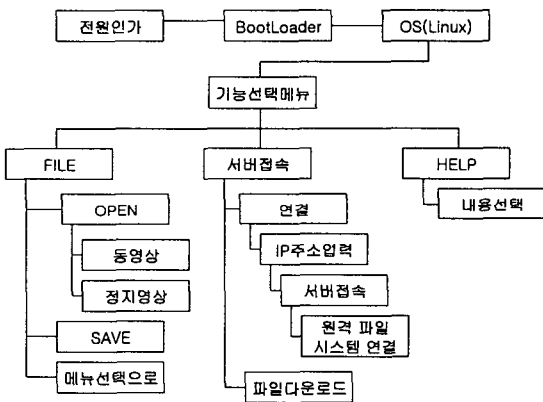 전원인가
BootLoader
OS(Linux)
기능선택메뉴
FILE
서버접속
HELP
OPEN
연결
내용선택
동영상
IP주소업력
정지영상
서버접속
SAVE
원격 파일
시스템 연결
메뉴선택으로
파일다운로드